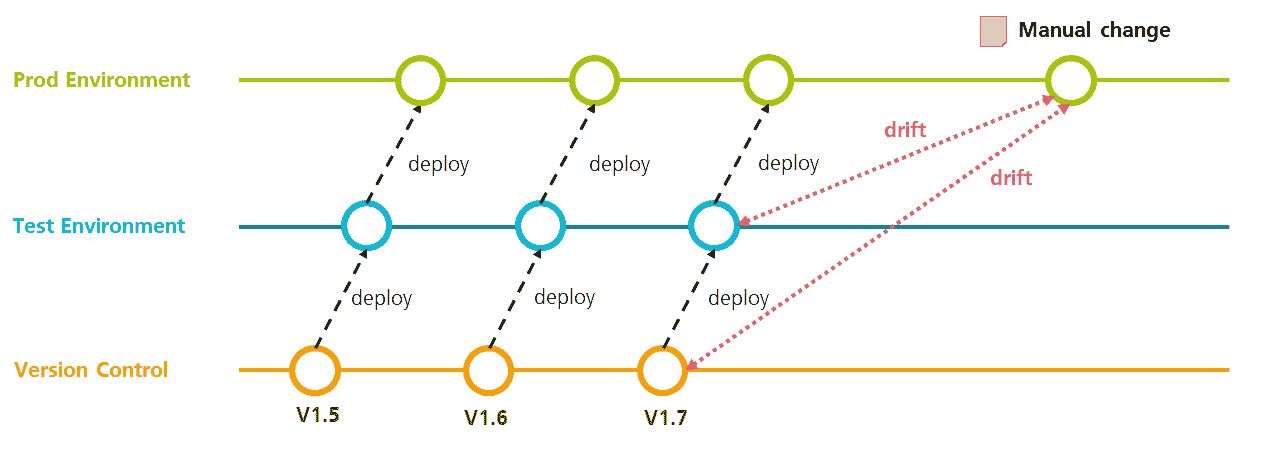 Manual change
Prod Environment
drift
deploy
deploy
deploy
drift
Test Environment
deploy
deploy
deploy
Version Control
V1.5
V1.6
V1.7